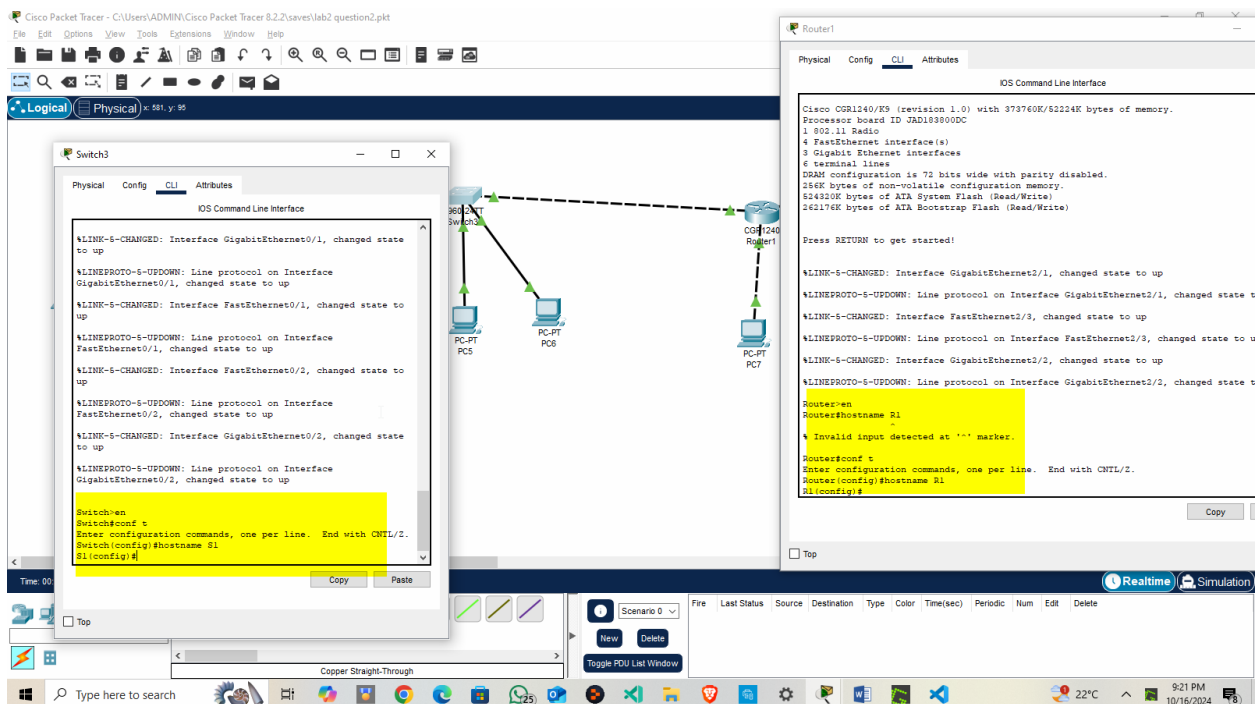 Cisco Packet Tracer - C:\Users\ADMIN\Cisco Packet Tracer 8.2.2\saves\lab2 question2.pkt
File Edit Options View Tools Extensions Window Help
Logical Physical x: 581, y: 95
Switch3
Physical Config CLI Attributes
IOS Command Line Interface
%LINK-5-CHANGED: Interface GigabitEthernet0/1, changed state
to up
%LINEPROTO-5-UPDOWN: Line protocol on Interface
GigabitEthernet0/1, changed state to up
%LINK-5-CHANGED: Interface FastEthernet0/1, changed state to
up
%LINEPROTO-5-UPDOWN: Line protocol on Interface
FastEthernet0/1, changed state to up
%LINK-5-CHANGED: Interface FastEthernet0/2, changed state to
up
%LINEPROTO-5-UPDOWN: Line protocol on Interface
FastEthernet0/2, changed state to up
%LINK-5-CHANGED: Interface GigabitEthernet0/2, changed state
to up
%LINEPROTO-5-UPDOWN: Line protocol on Interface
GigabitEthernet0/2, changed state to up
Switch>en
Switch#conf t
Enter configuration commands, one per line. End with CNTL/Z.
Switch(config)#hostname S1
S1(config)#
Copy Paste
Top
960-24TT
Switch3
PC-PT
PC5
PC-PT
PC6
CGR1240
Router1
PC-PT
PC7
Router1
Physical Config CLI Attributes
IOS Command Line Interface
Cisco CGR1240/K9 (revision 1.0) with 373760K/52224K bytes of memory.
Processor board ID JAD183800DC
1 802.11 Radio
4 FastEthernet interface(s)
3 Gigabit Ethernet interfaces
6 terminal lines
DRAM configuration is 72 bits wide with parity disabled.
256K bytes of non-volatile configuration memory.
524320K bytes of ATA System Flash (Read/Write)
262176K bytes of ATA Bootstrap Flash (Read/Write)
Press RETURN to get started!
%LINK-5-CHANGED: Interface GigabitEthernet2/1, changed state to up
%LINEPROTO-5-UPDOWN: Line protocol on Interface GigabitEthernet2/1, changed state t
%LINK-5-CHANGED: Interface FastEthernet2/3, changed state to up
%LINEPROTO-5-UPDOWN: Line protocol on Interface FastEthernet2/3, changed state to u
%LINK-5-CHANGED: Interface GigabitEthernet2/2, changed state to up
%LINEPROTO-5-UPDOWN: Line protocol on Interface GigabitEthernet2/2, changed state t
Router>en
Router#hostname R1
^
% Invalid input detected at '^' marker.
Router#conf t
Enter configuration commands, one per line. End with CNTL/Z.
Router(config)#hostname R1
R1(config)#
Copy
Top
Time: 00:
Realtime Simulation
Scenario 0
New Delete
Toggle PDU List Window
Fire Last Status Source Destination Type Color Time(sec) Periodic Num Edit Delete
Copper Straight-Through
Type here to search
25
22°C
9:21 PM
10/16/2024
8